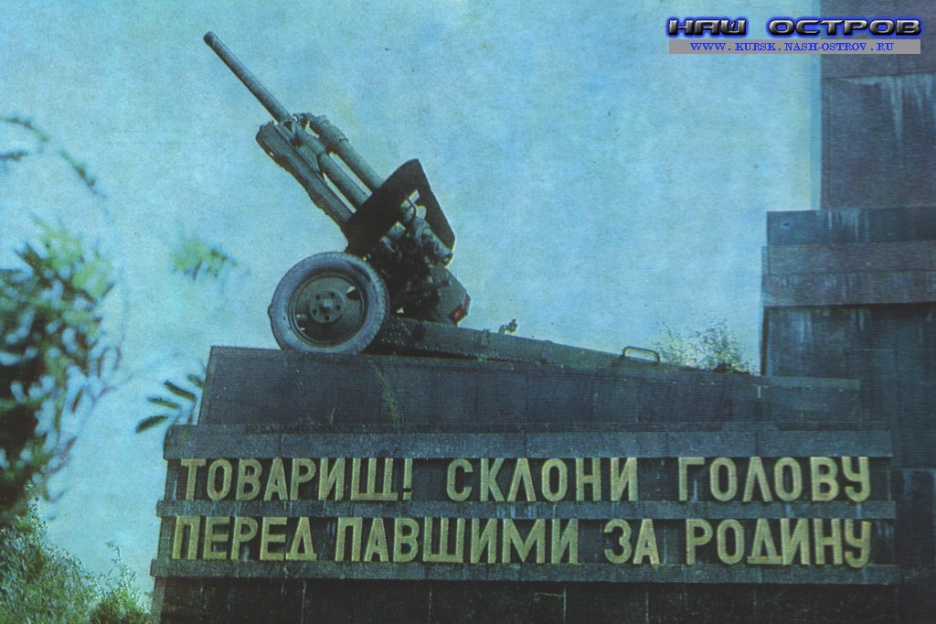 НАШ ОСТРОВ
WWW.KURSK.NASH-OSTROV.RU
ТОВАРИЩ! СКЛОНИ ГОЛОВУ
ПЕРЕД ПАВШИМИ ЗА РОДИНУ